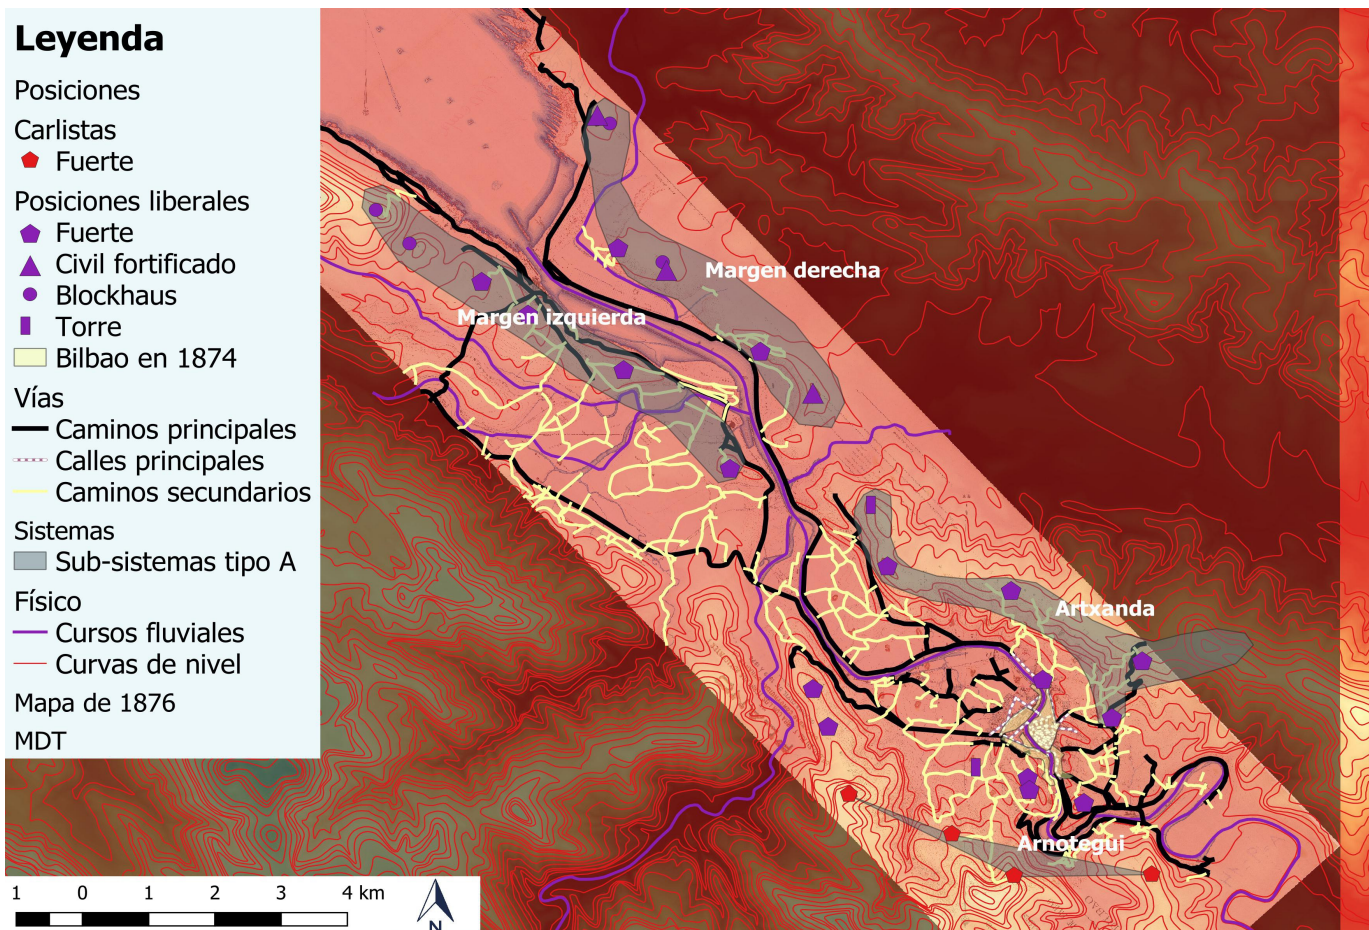 Leyenda
Posiciones
Carlistas
Fuerte
Posiciones liberales
Fuerte
Civil fortificado
Blockhaus
Torre
Bilbao en 1874
Vías
Caminos principales
Calles principales
Caminos secundarios
Sistemas
Sub-sistemas tipo A
Físico
Cursos fluviales
Curvas de nivel
Mapa de 1876
MDT
Margen derecha
Margen izquierda
Artxanda
Arnotegui
1 0 1 2 3 4 km
N